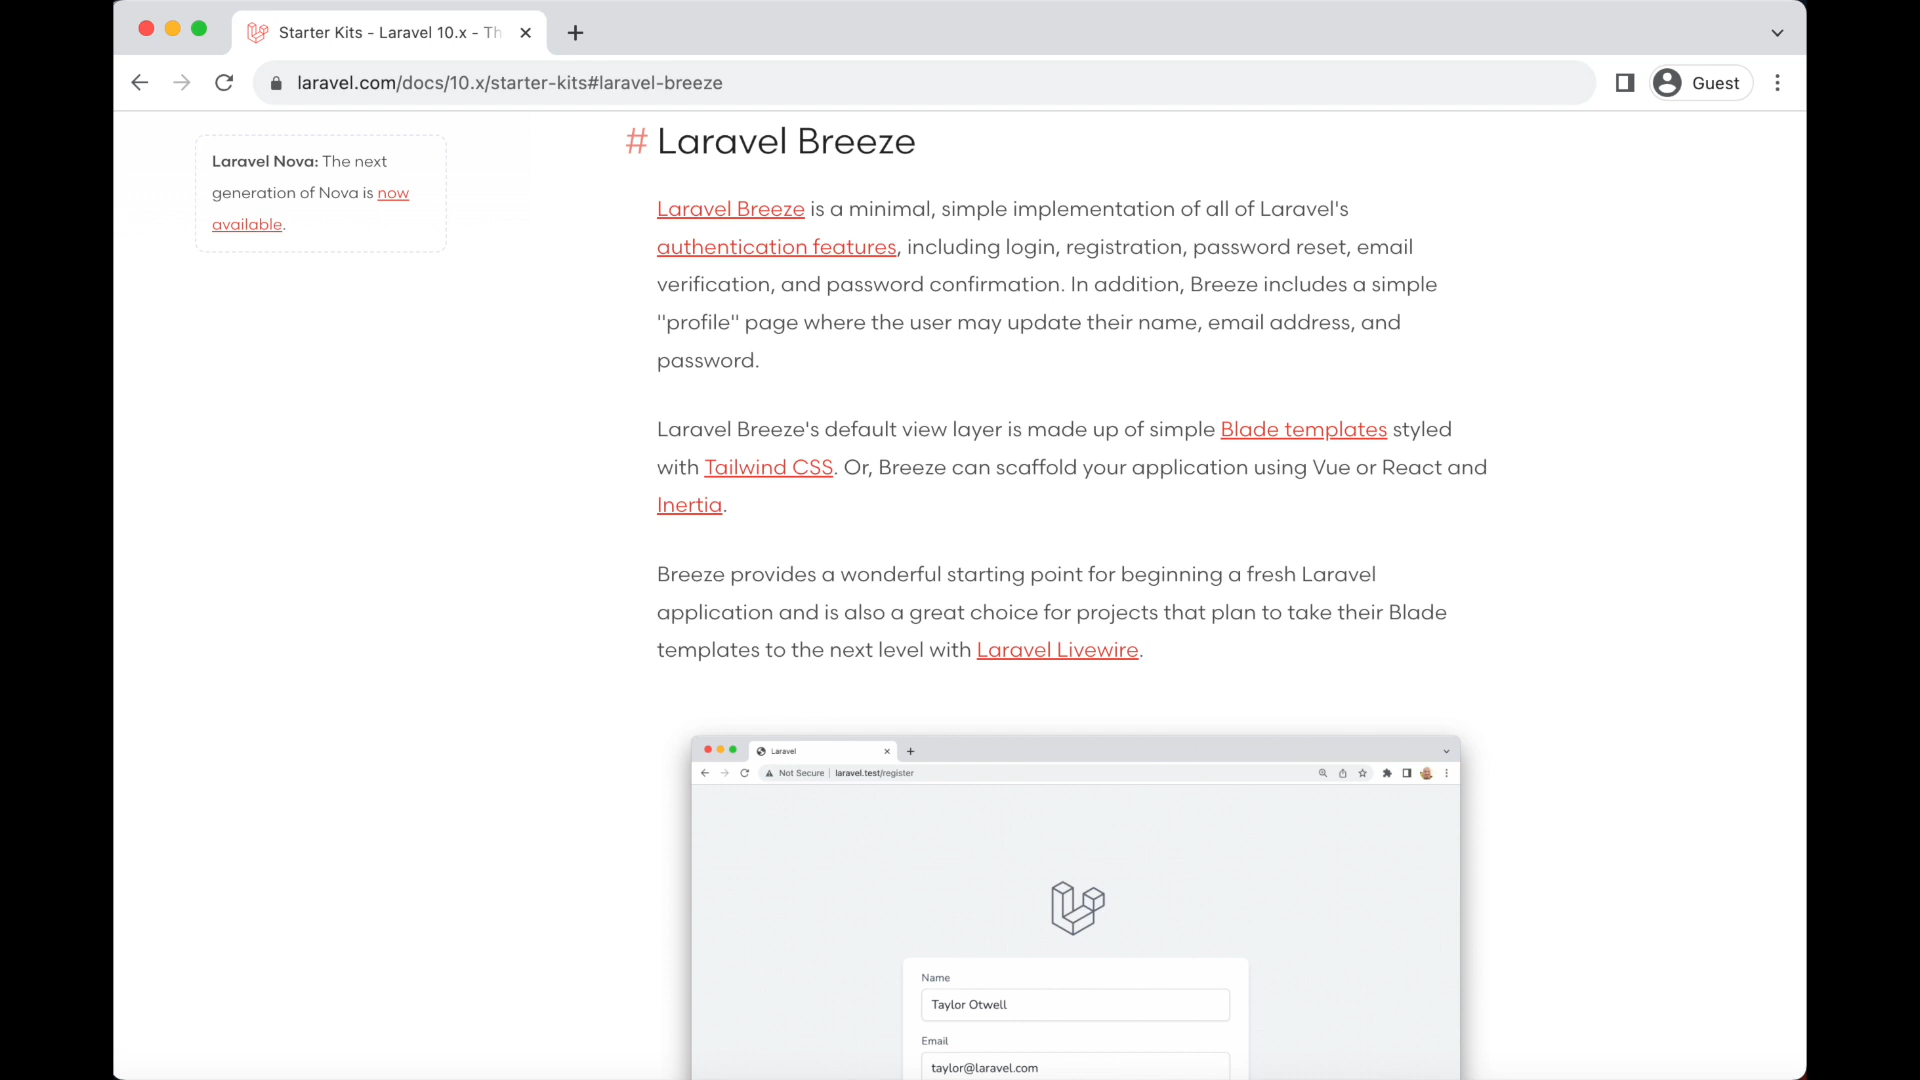 Starter Kits - Laravel 10.x - Th
laravel.com/docs/10.x/starter-kits#laravel-breeze
Guest
Laravel Nova: The next
generation of Nova is now
available.
# Laravel Breeze
Laravel Breeze is a minimal, simple implementation of all of Laravel's
authentication features, including login, registration, password reset, email
verification, and password confirmation. In addition, Breeze includes a simple
"profile" page where the user may update their name, email address, and
password.
Laravel Breeze's default view layer is made up of simple Blade templates styled
with Tailwind CSS. Or, Breeze can scaffold your application using Vue or React and
Inertia.
Breeze provides a wonderful starting point for beginning a fresh Laravel
application and is also a great choice for projects that plan to take their Blade
templates to the next level with Laravel Livewire.
Laravel
Not Secure | laravel.test/register
Name
Taylor Otwell
Email
taylor@laravel.com